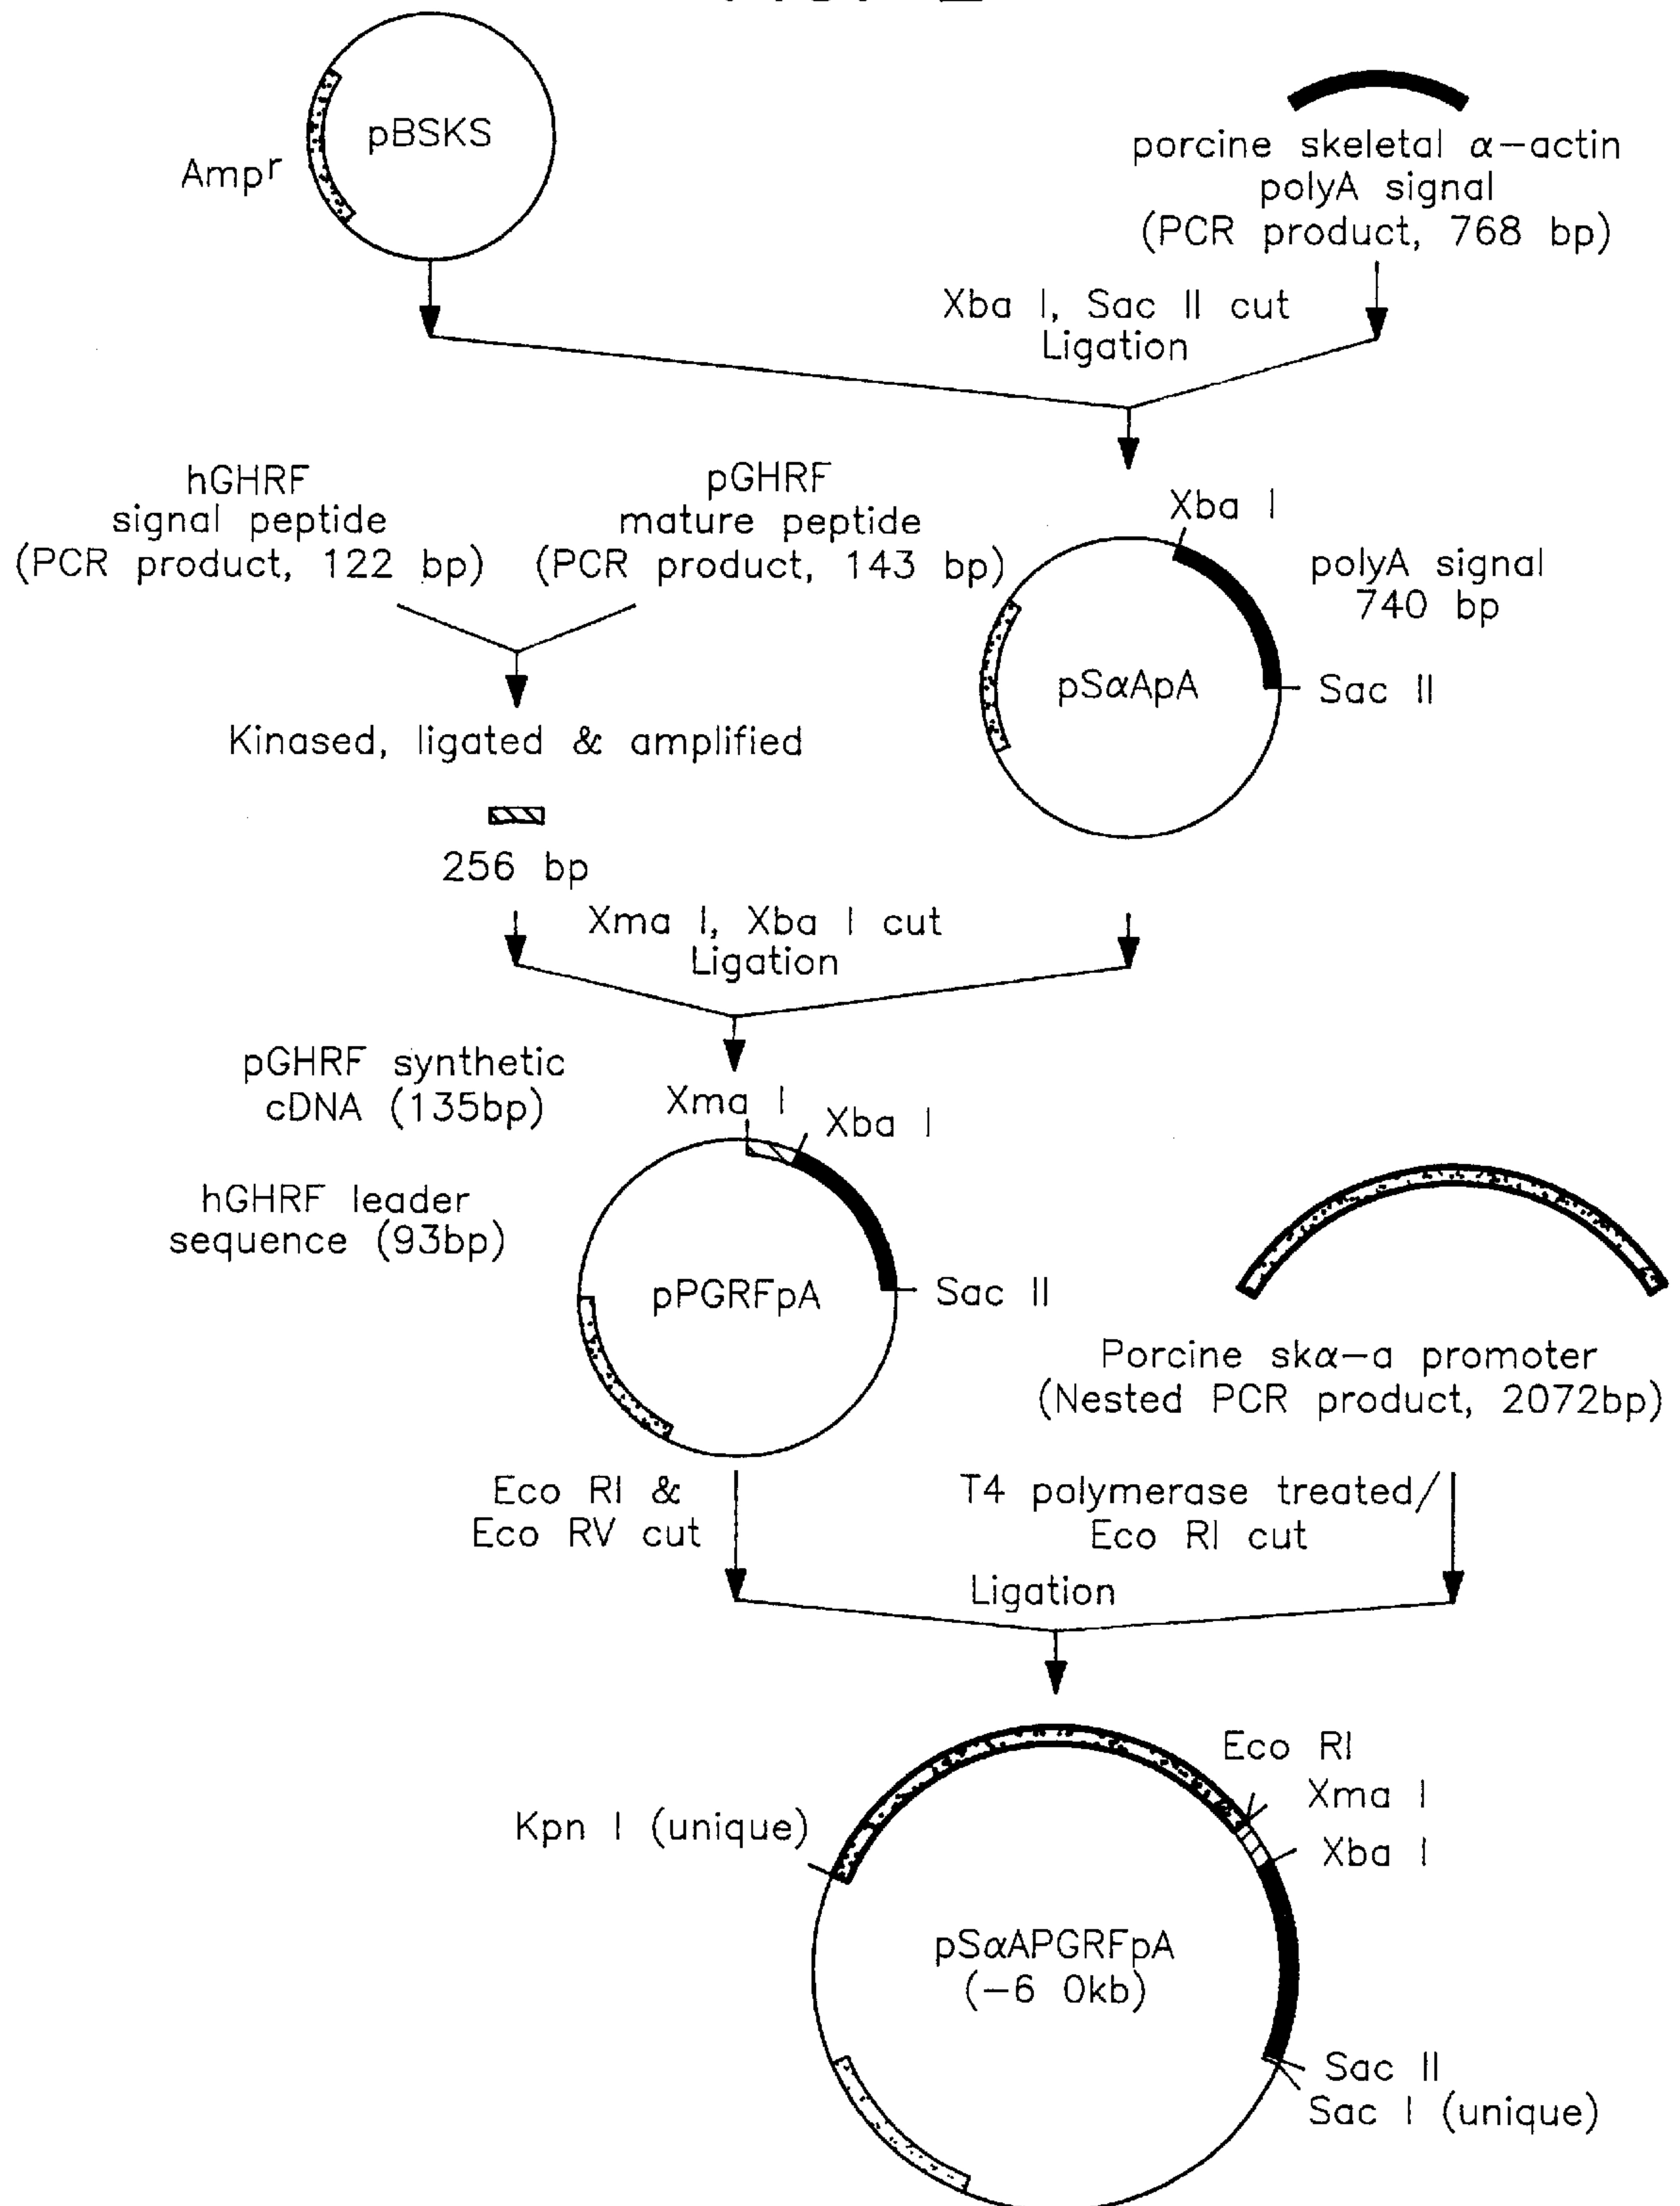 pBSKS
Ampr
porcine skeletal α-actin
polyA signal
(PCR product, 768 bp)
Xba I, Sac II cut
Ligation
hGHRF
signal peptide
(PCR product, 122 bp)
pGHRF
mature peptide
(PCR product, 143 bp)
Xba I
polyA signal
740 bp
pSαApA
Sac II
Kinased, ligated & amplified
256 bp
Xma I, Xba I cut
Ligation
pGHRF synthetic
cDNA (135bp)
Xma I
Xba I
hGHRF leader
sequence (93bp)
pPGRFpA
Sac II
Porcine skα-a promoter
(Nested PCR product, 2072bp)
Eco RI &
Eco RV cut
T4 polymerase treated/
Eco RI cut
Ligation
Eco RI
Xma I
Xba I
Kpn I (unique)
pSαAPGRFpA
(-6 0kb)
Sac II
Sac I (unique)